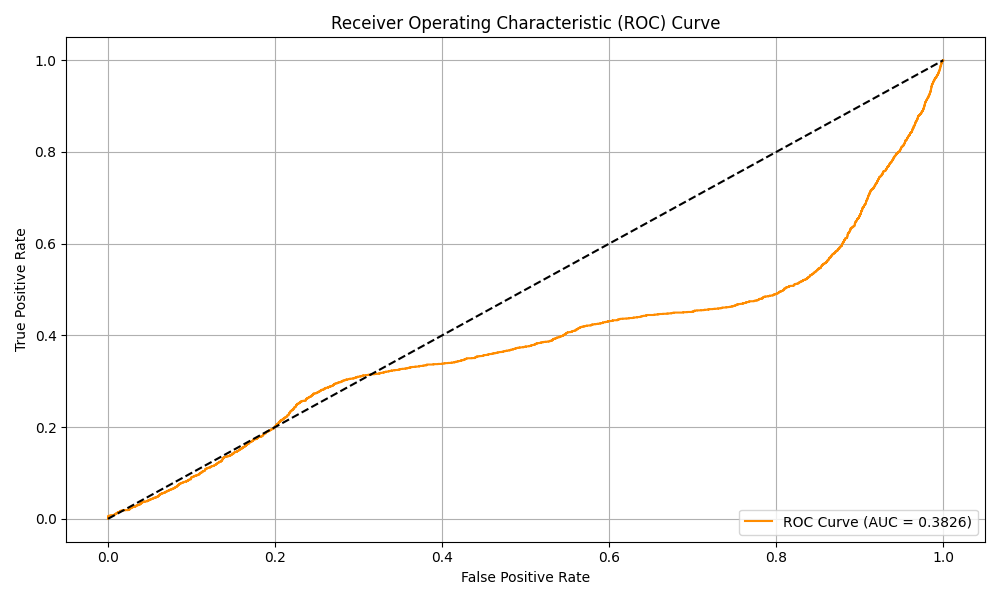 Receiver Operating Characteristic (ROC) Curve
True Positive Rate
1.0
0.8
0.6
0.4
0.2
0.0
0.0 0.2 0.4 0.6 0.8 1.0
False Positive Rate
ROC Curve (AUC = 0.3826)